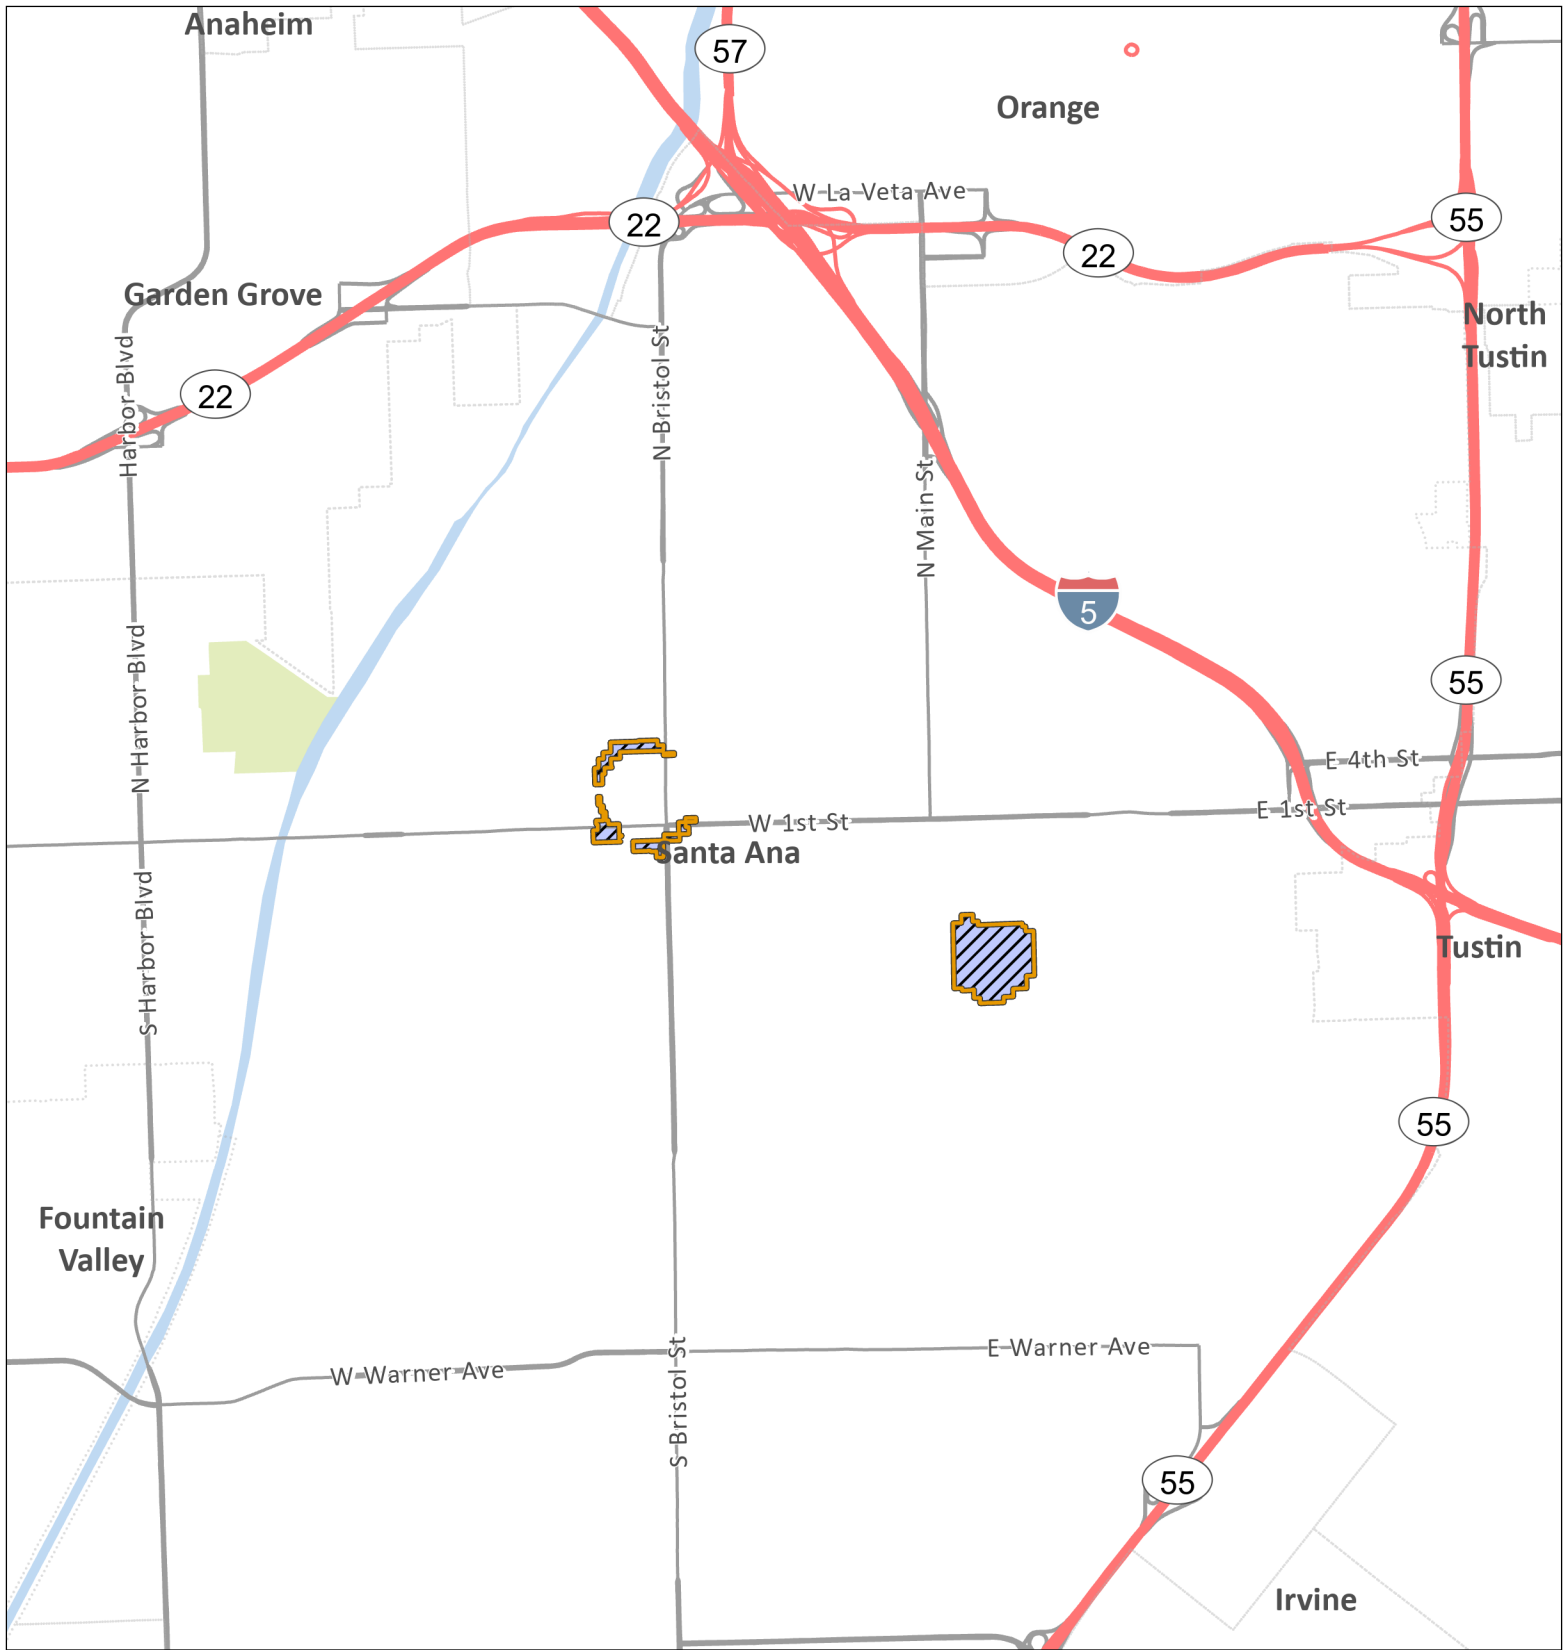 Anaheim
57
Orange
W La Veta Ave
22
55
22
Garden Grove
North
Tustin
Harbor Blvd
N Bristol St
22
N Main St
5
N Harbor Blvd
55
E 4th St
E 1st St
W 1st St
Santa Ana
S Harbor Blvd
Tustin
55
Fountain
Valley
E Warner Ave
W Warner Ave
S Bristol St
55
Irvine